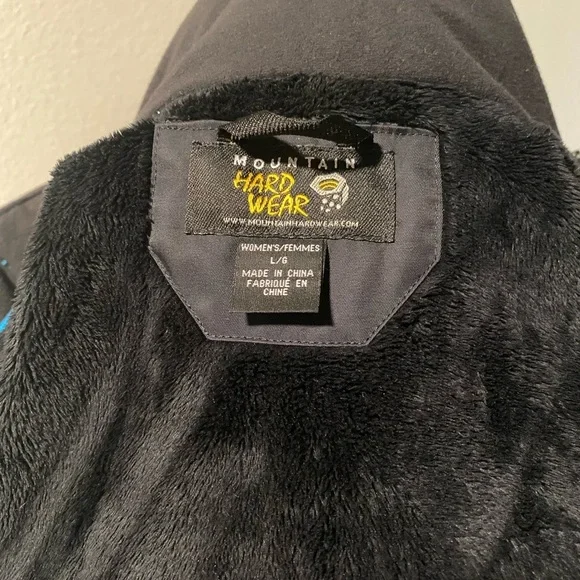 MOUNTAIN
HARD
WEAR
WWW.MOUNTAINHARDWEAR.COM
WOMEN'S/FEMMES
L/G
MADE IN CHINA
FABRIQUÉ EN
CHINE